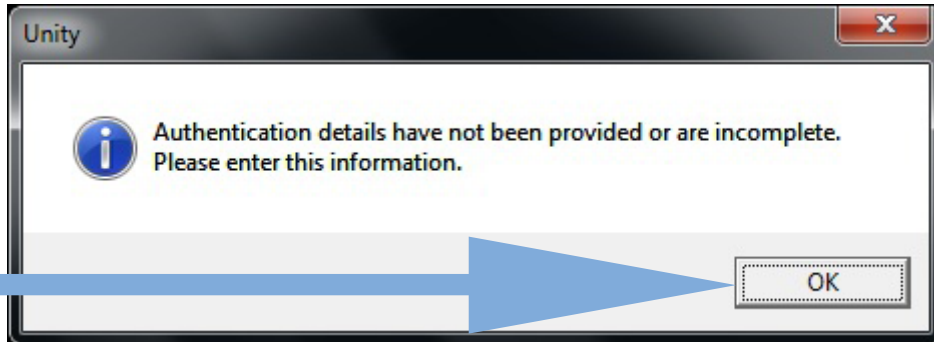 Unity
Authentication details have not been provided or are incomplete.
Please enter this information.
OK